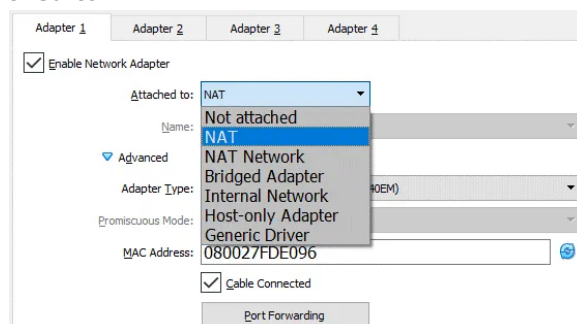 Adapter 1 Adapter 2 Adapter 3 Adapter 4
Enable Network Adapter
Attached to: NAT
Not attached
Name:
NAT
Advanced
NAT Network
Bridged Adapter
Adapter Type: 40EM)
Internal Network
Host-only Adapter
Promiscuous Mode:
Generic Driver
MAC Address: 080027FDE096
Cable Connected
Port Forwarding